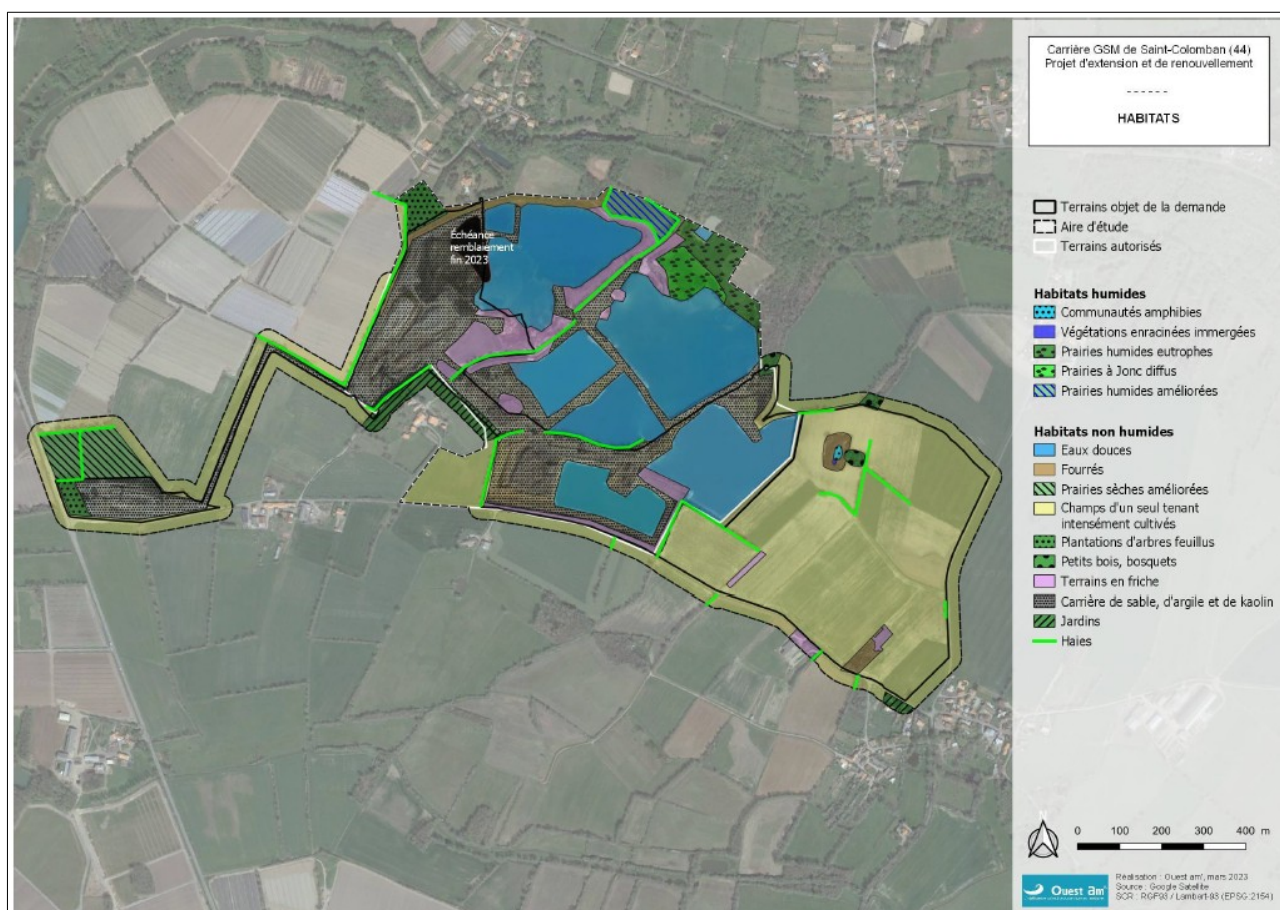 Carrière GSM de Saint-Colomban (44)
Projet d'extension et de renouvellement
------
HABITATS
Échéance
remblaiement
fin 2023
Terrains objet de la demande
Aire d'étude
Terrains autorisés
Habitats humides
Communautés amphibies
Végétations enracinées immergées
Prairies humides eutrophes
Prairies à Jonc diffus
Prairies humides améliorées
Habitats non humides
Eaux douces
Fourrés
Prairies sèches améliorées
Champs d'un seul tenant
intensément cultivés
Plantations d'arbres feuillus
Petits bois, bosquets
Terrains en friche
Carrière de sable, d'argile et de kaolin
Jardins
Haies
0 100 200 300 400 m
Ouest am'
Réalisation : Ouest am', mars 2023
Source : Google Satellite
SCR : RGF93 / Lambert-93 (EPSG:2154)